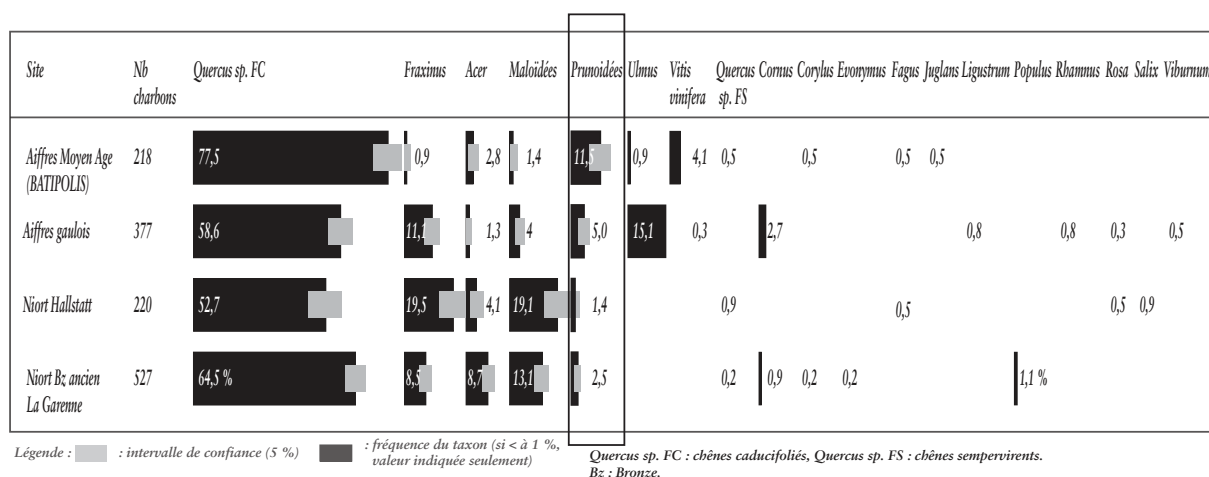 Site Nb charbons Quercus sp. FC Fraxinus Acer Maloïdées Prunoidées Ulmus Vitis vinifera Quercus sp. FS Cornus Corylus Evonymus Fagus Juglans Ligustrum Populus Rhamnus Rosa Salix Viburnum
Aiffres Moyen Age (BATIPOLIS) 218 77,5 0,9 2,8 1,4 11,5 0,9 4,1 0,5 0,5 0,5 0,5
Aiffres gaulois 377 58,6 11,1 1,3 4 5,0 15,1 0,3 2,7 0,8 0,8 0,3 0,5
Niort Hallstatt 220 52,7 19,5 4,1 19,1 1,4 0,9 0,5 0,5 0,9
Niort Bz ancien La Garenne 527 64,5 % 8,5 8,7 13,1 2,5 0,2 0,9 0,2 0,2 1,1 %
Légende : : intervalle de confiance (5 %) : fréquence du taxon (si < à 1 %, valeur indiquée seulement)
Quercus sp. FC : chênes caducifoliés, Quercus sp. FS : chênes sempervirents.
Bz : Bronze.